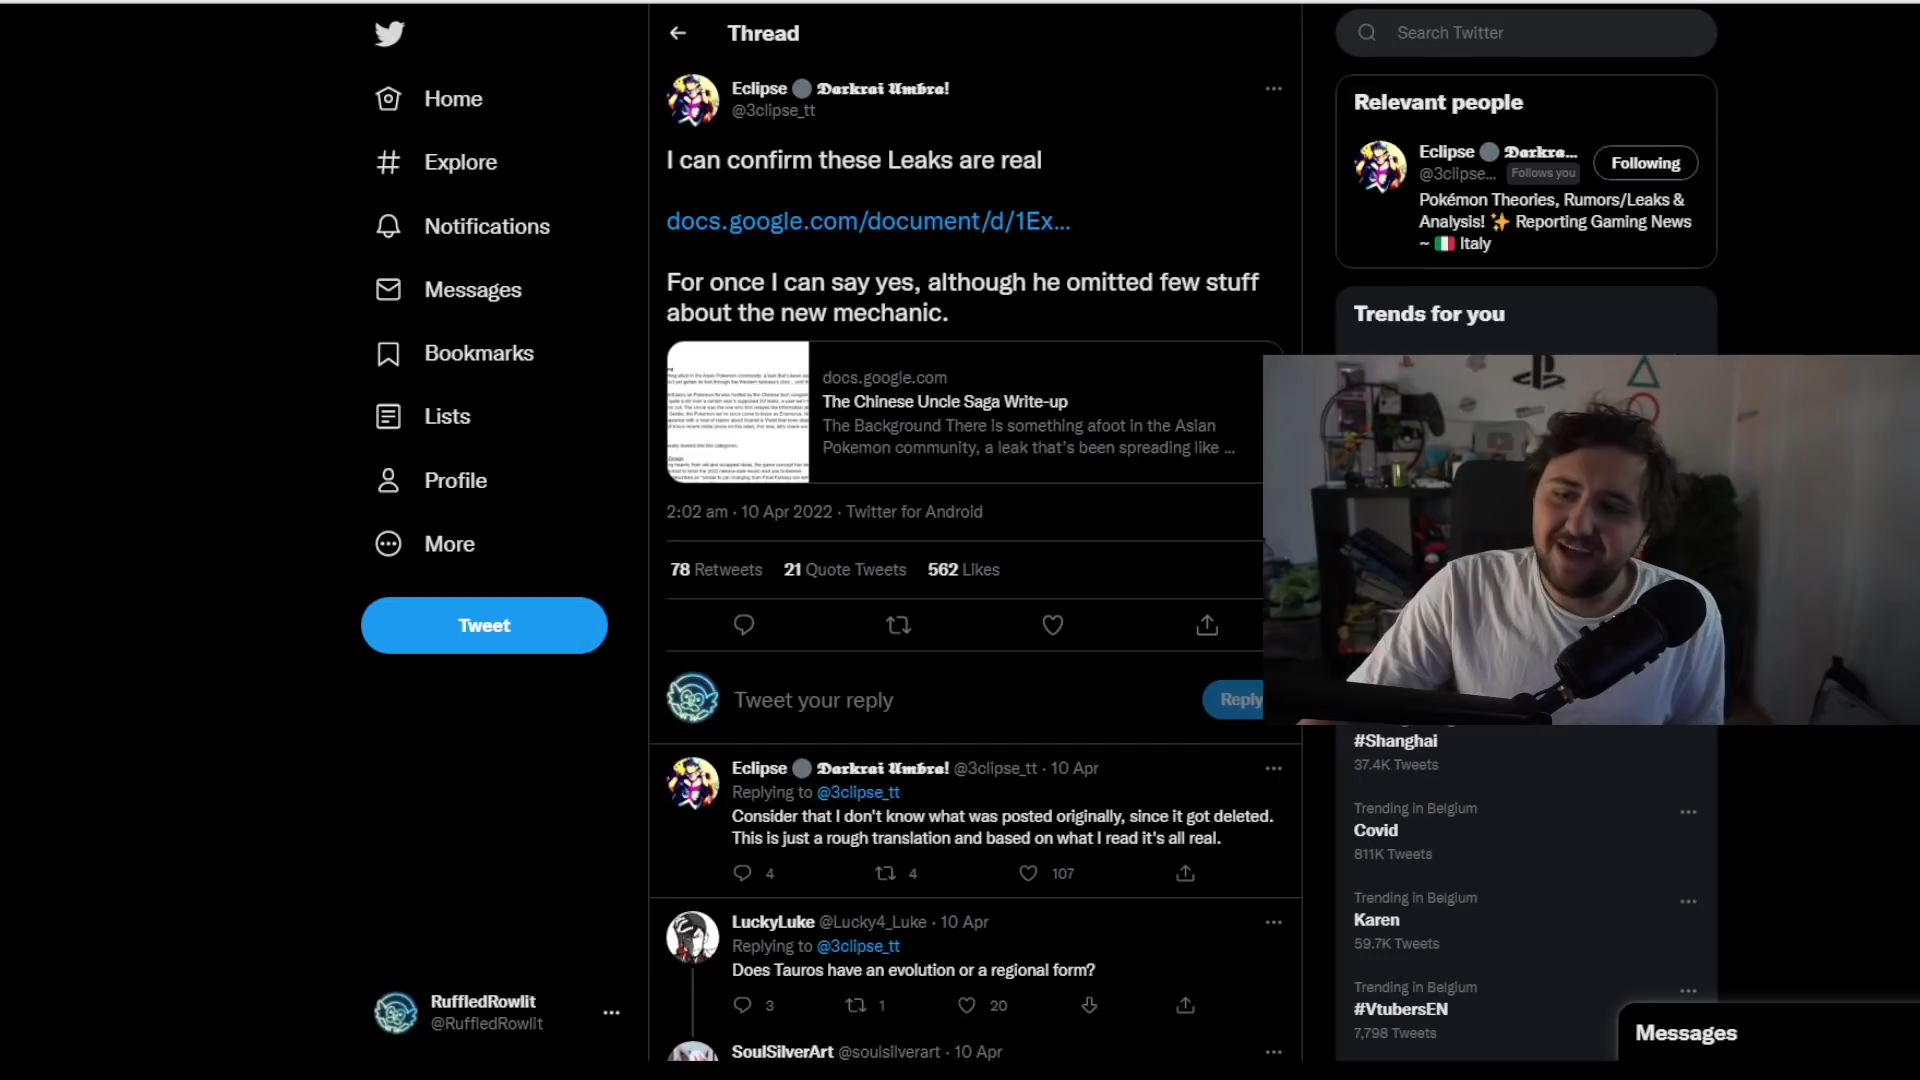 Home
Explore
Notifications
Messages
Bookmarks
Lists
Profile
More
Tweet
RuffledRowlit
@RuffledRowlit
Thread
Eclipse 𝕯𝖆𝖗𝖐𝖗𝖆𝖎 𝖀𝖒𝖇𝖗𝖆!
@3clipse_tt
I can confirm these Leaks are real
docs.google.com/document/d/1Ex...
For once I can say yes, although he omitted few stuff
about the new mechanic.
docs.google.com
The Chinese Uncle Saga Write-up
The Background There is something afoot in the Asian
Pokemon community, a leak that's been spreading like ...
2:02 am · 10 Apr 2022 · Twitter for Android
78 Retweets 21 Quote Tweets 562 Likes
Tweet your reply
Reply
Eclipse 𝕯𝖆𝖗𝖐𝖗𝖆𝖎 𝖀𝖒𝖇𝖗𝖆! @3clipse_tt · 10 Apr
Replying to @3clipse_tt
Consider that I don't know what was posted originally, since it got deleted.
This is just a rough translation and based on what I read it's all real.
4 4 107
LuckyLuke @Lucky4_Luke · 10 Apr
Replying to @3clipse_tt
Does Tauros have an evolution or a regional form?
3 1 20
SoulSilverArt @soulsilverart · 10 Apr
Search Twitter
Relevant people
Eclipse 𝕯𝖆𝖗𝖐𝖗𝖆...
@3clipse... Follows you
Following
Pokémon Theories, Rumors/Leaks &
Analysis! ✨ Reporting Gaming News
~ 🇮🇹 Italy
Trends for you
#Shanghai
37.4K Tweets
Trending in Belgium
Covid
811K Tweets
Trending in Belgium
Karen
59.7K Tweets
Trending in Belgium
#VtubersEN
7,798 Tweets
Messages